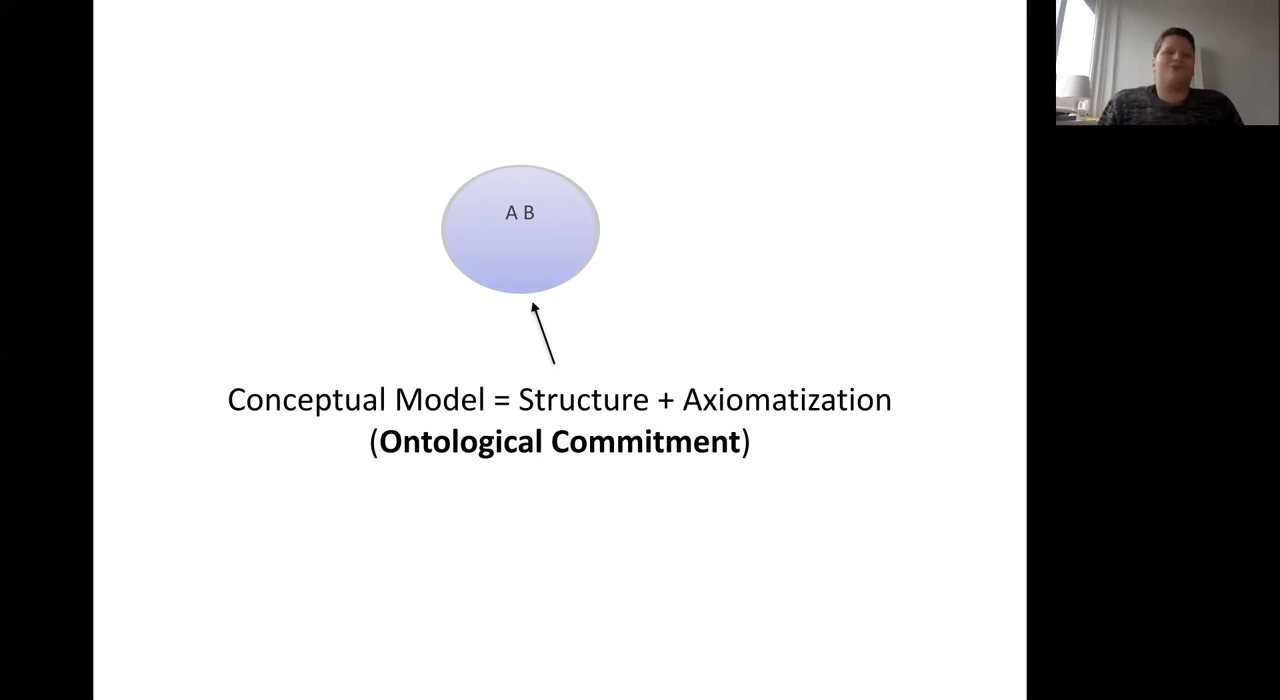 A B
Conceptual Model = Structure + Axiomatization
(Ontological Commitment)